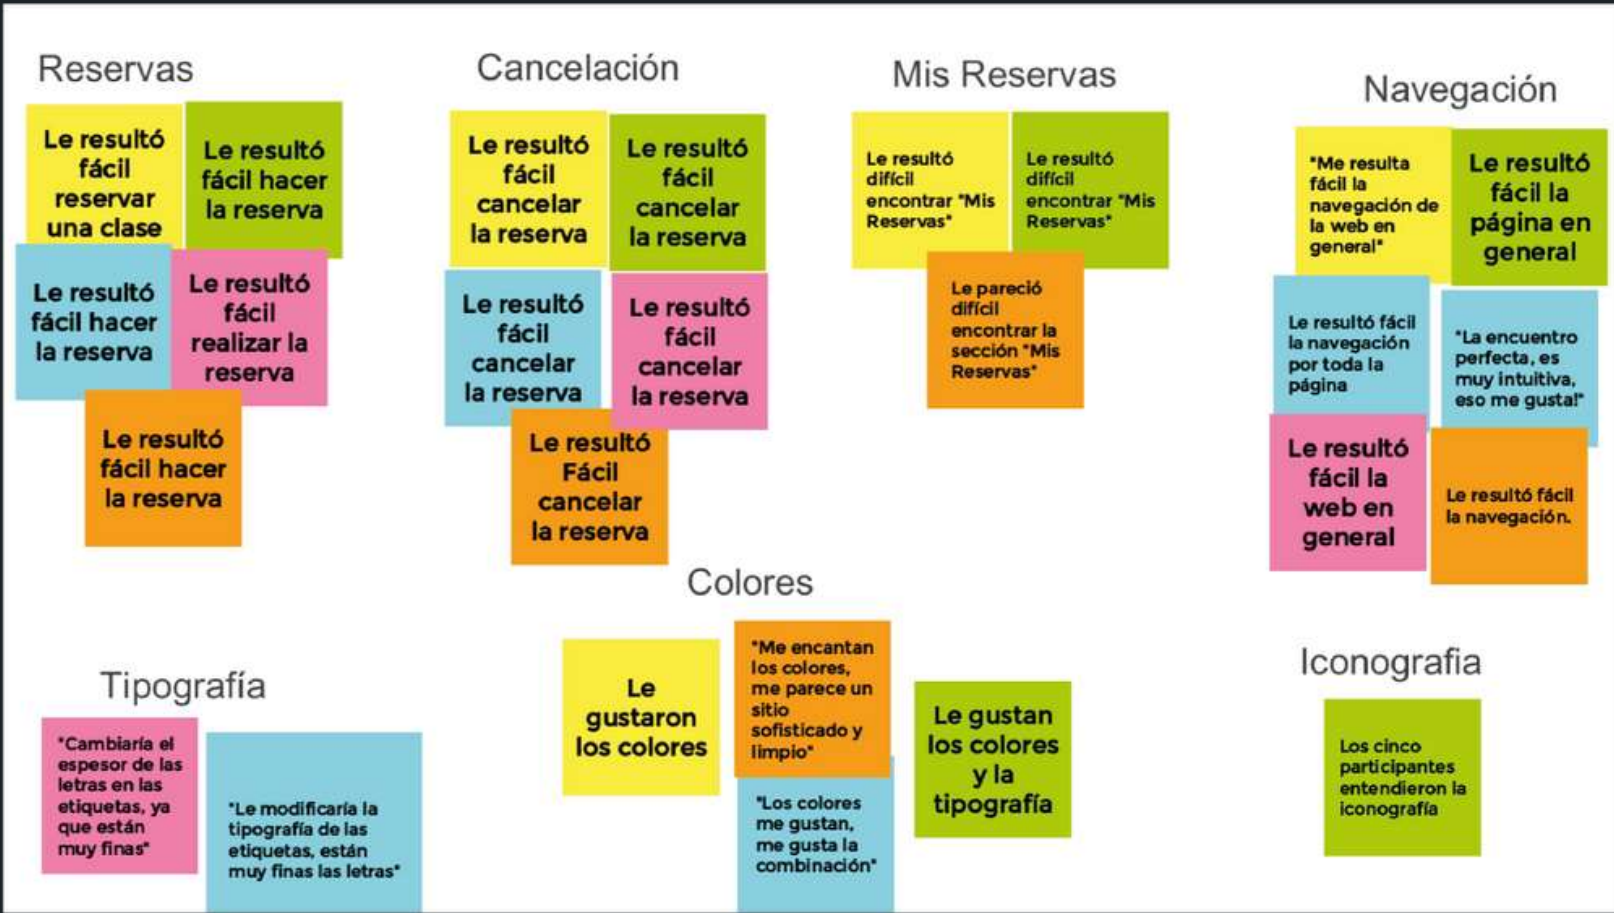 Reservas
Le resultó
fácil
reservar
una clase
Le resultó
fácil hacer
la reserva
Le resultó
fácil hacer
la reserva
Le resultó
fácil
realizar la
reserva
Le resultó
fácil hacer
la reserva
Cancelación
Le resultó
fácil
cancelar
la reserva
Le resultó
fácil
cancelar
la reserva
Le resultó
fácil
cancelar
la reserva
Le resultó
fácil
cancelar
la reserva
Le resultó
Fácil
cancelar
la reserva
Mis Reservas
Le resultó
difícil
encontrar "Mis
Reservas"
Le resultó
difícil
encontrar "Mis
Reservas"
Le pareció
difícil
encontrar la
sección "Mis
Reservas"
Navegación
"Me resulta
fácil la
navegación de
la web en
general"
Le resultó
fácil la
página en
general
Le resultó fácil
la navegación
por toda la
página
"La encuentro
perfecta, es
muy intuitiva,
eso me gusta!"
Le resultó
fácil la
web en
general
Le resultó fácil
la navegación.
Tipografía
"Cambiaría el
espesor de las
letras en las
etiquetas, ya
que están
muy finas"
"Le modificaría la
tipografía de las
etiquetas, están
muy finas las letras"
Colores
Le
gustaron
los colores
"Me encantan
los colores,
me parece un
sitio
sofisticado y
limpio"
"Los colores
me gustan,
me gusta la
combinación"
Le gustan
los colores
y la
tipografía
Iconografia
Los cinco
participantes
entendieron la
iconografía